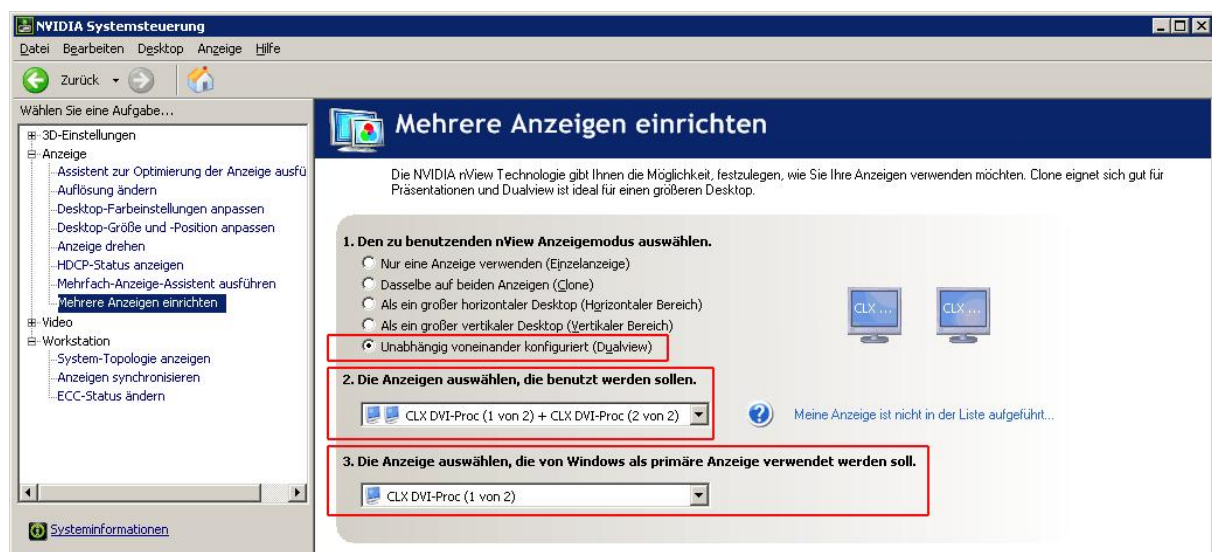 NVIDIA Systemsteuerung
Datei Bearbeiten Desktop Anzeige Hilfe
Zurück
Wählen Sie eine Aufgabe...
3D-Einstellungen
Anzeige
Assistent zur Optimierung der Anzeige ausfü
Auflösung ändern
Desktop-Farbeinstellungen anpassen
Desktop-Größe und -Position anpassen
Anzeige drehen
HDCP-Status anzeigen
Mehrfach-Anzeige-Assistent ausführen
Mehrere Anzeigen einrichten
Video
Workstation
System-Topologie anzeigen
Anzeigen synchronisieren
ECC-Status ändern
Systeminformationen
Mehrere Anzeigen einrichten
Die NVIDIA nView Technologie gibt Ihnen die Möglichkeit, festzulegen, wie Sie Ihre Anzeigen verwenden möchten. Clone eignet sich gut für
Präsentationen und Dualview ist ideal für einen größeren Desktop.
1. Den zu benutzenden nView Anzeigemodus auswählen.
Nur eine Anzeige verwenden (Einzelanzeige)
Dasselbe auf beiden Anzeigen (Clone)
Als ein großer horizontaler Desktop (Horizontaler Bereich)
Als ein großer vertikaler Desktop (Vertikaler Bereich)
Unabhängig voneinander konfiguriert (Dualview)
CLX ... CLX ...
2. Die Anzeigen auswählen, die benutzt werden sollen.
CLX DVI-Proc (1 von 2) + CLX DVI-Proc (2 von 2)
Meine Anzeige ist nicht in der Liste aufgeführt...
3. Die Anzeige auswählen, die von Windows als primäre Anzeige verwendet werden soll.
CLX DVI-Proc (1 von 2)